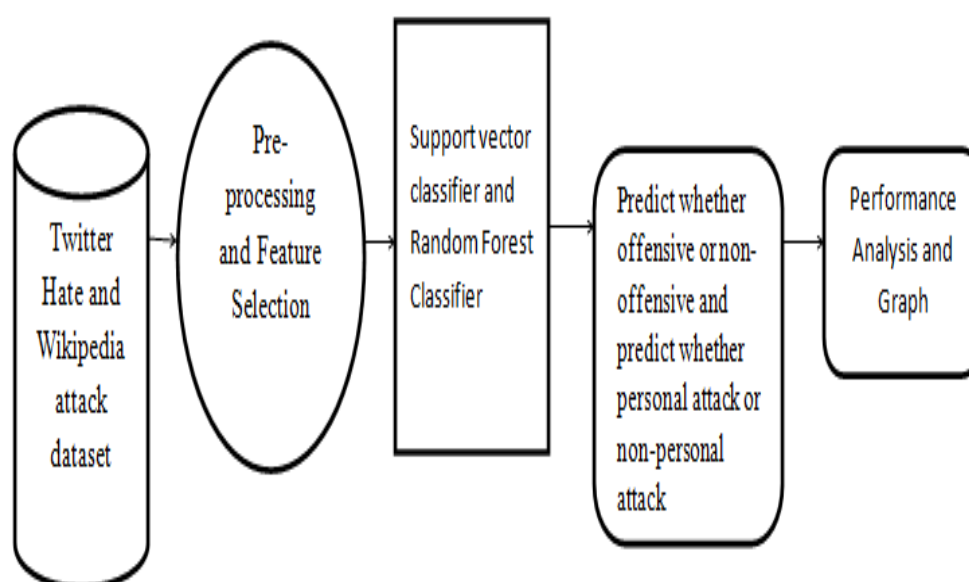 Twitter
Hate and
Wikipedia
attack
dataset
Pre-
processing
and Feature
Selection
Support vector
classifier and
Random Forest
Classifier
Predict whether
offensive or non-
offensive and
predict whether
personal attack or
non-personal
attack
Performance
Analysis and
Graph